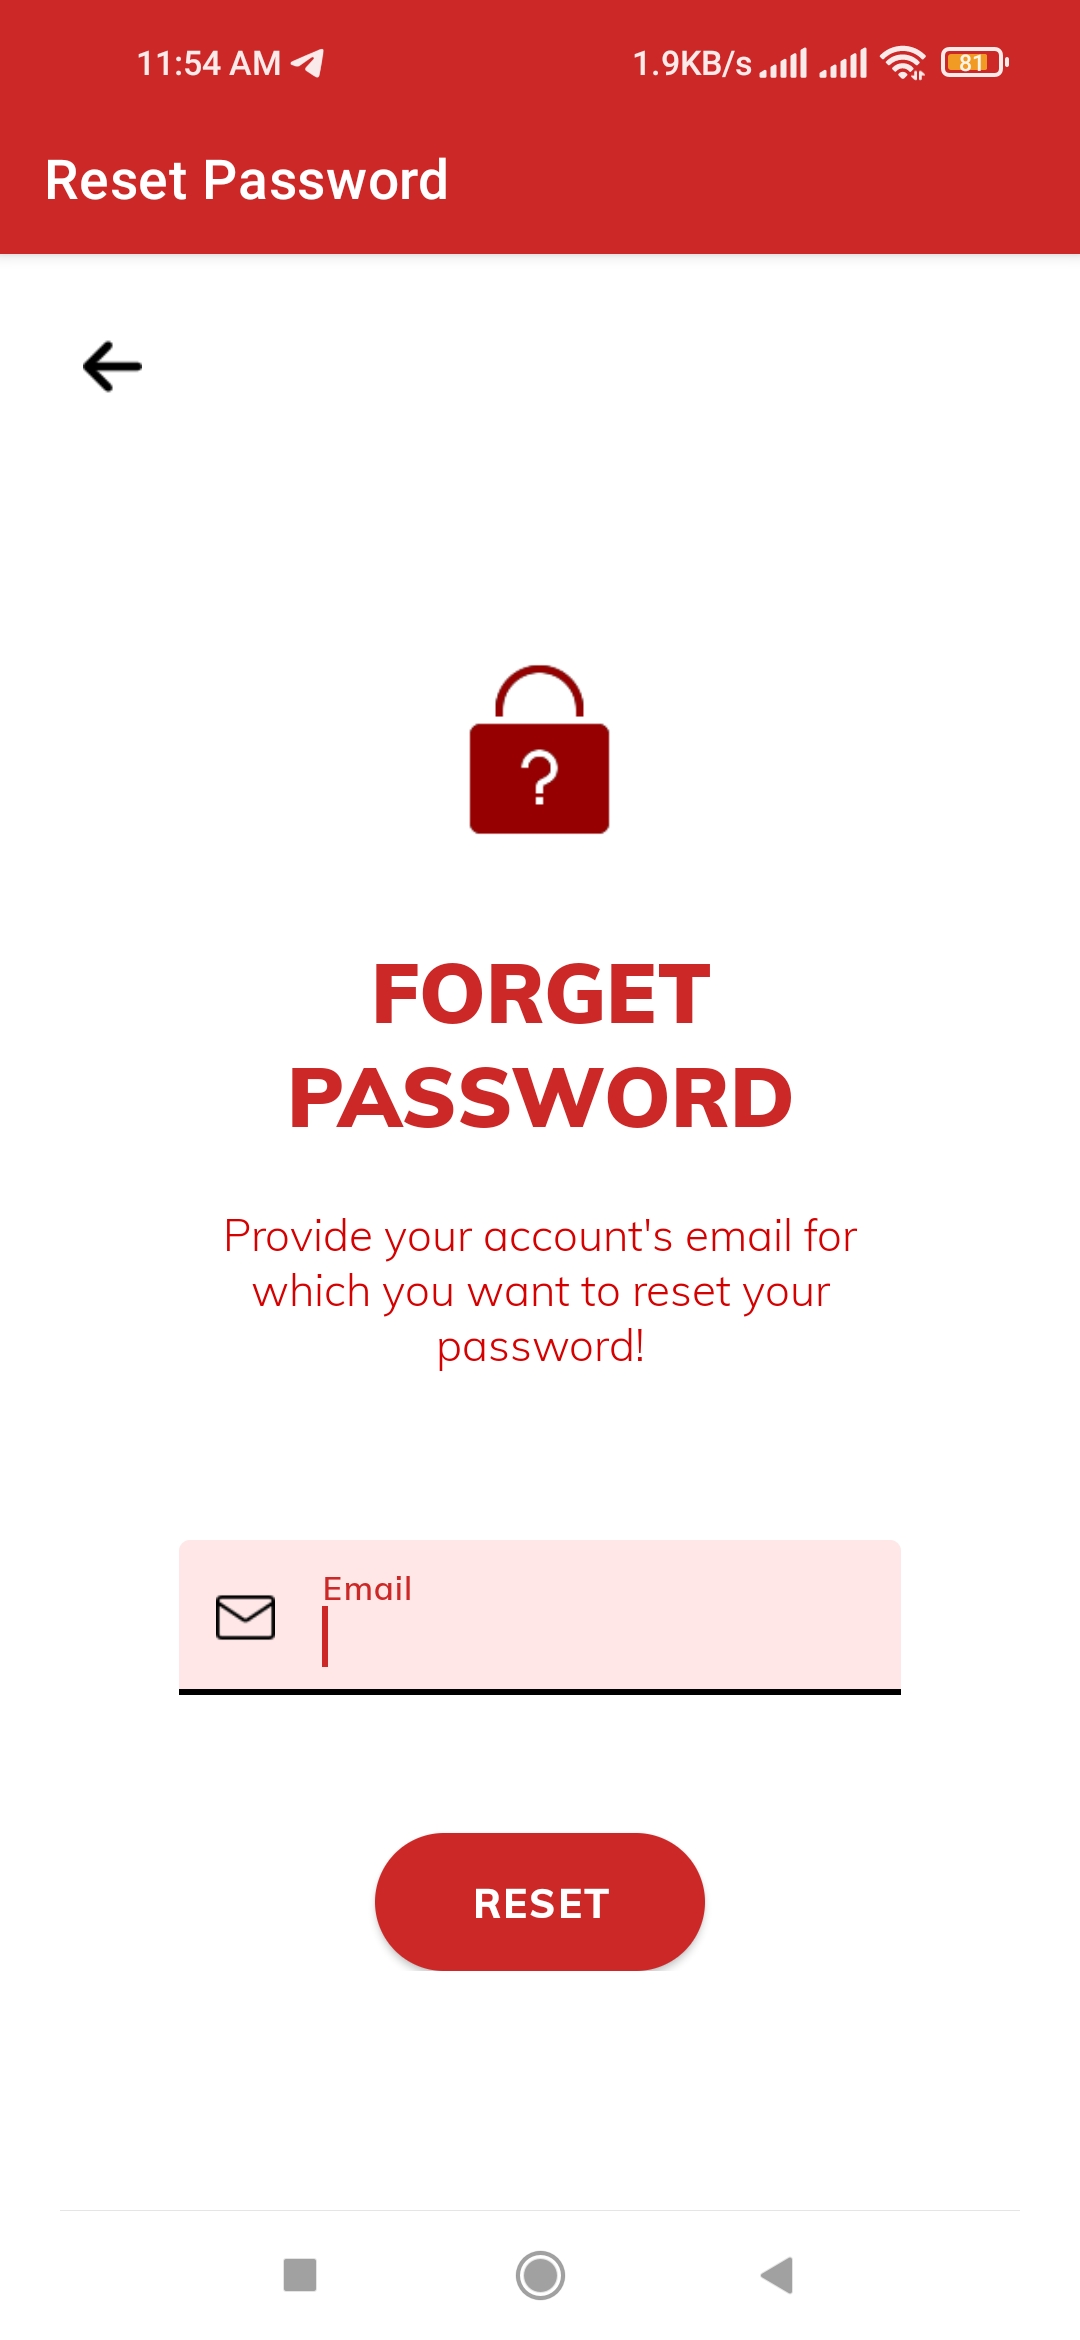 11:54 AM 1.9KB/s 81
Reset Password
?
FORGET
PASSWORD
Provide your account's email for
which you want to reset your
password!
Email
RESET